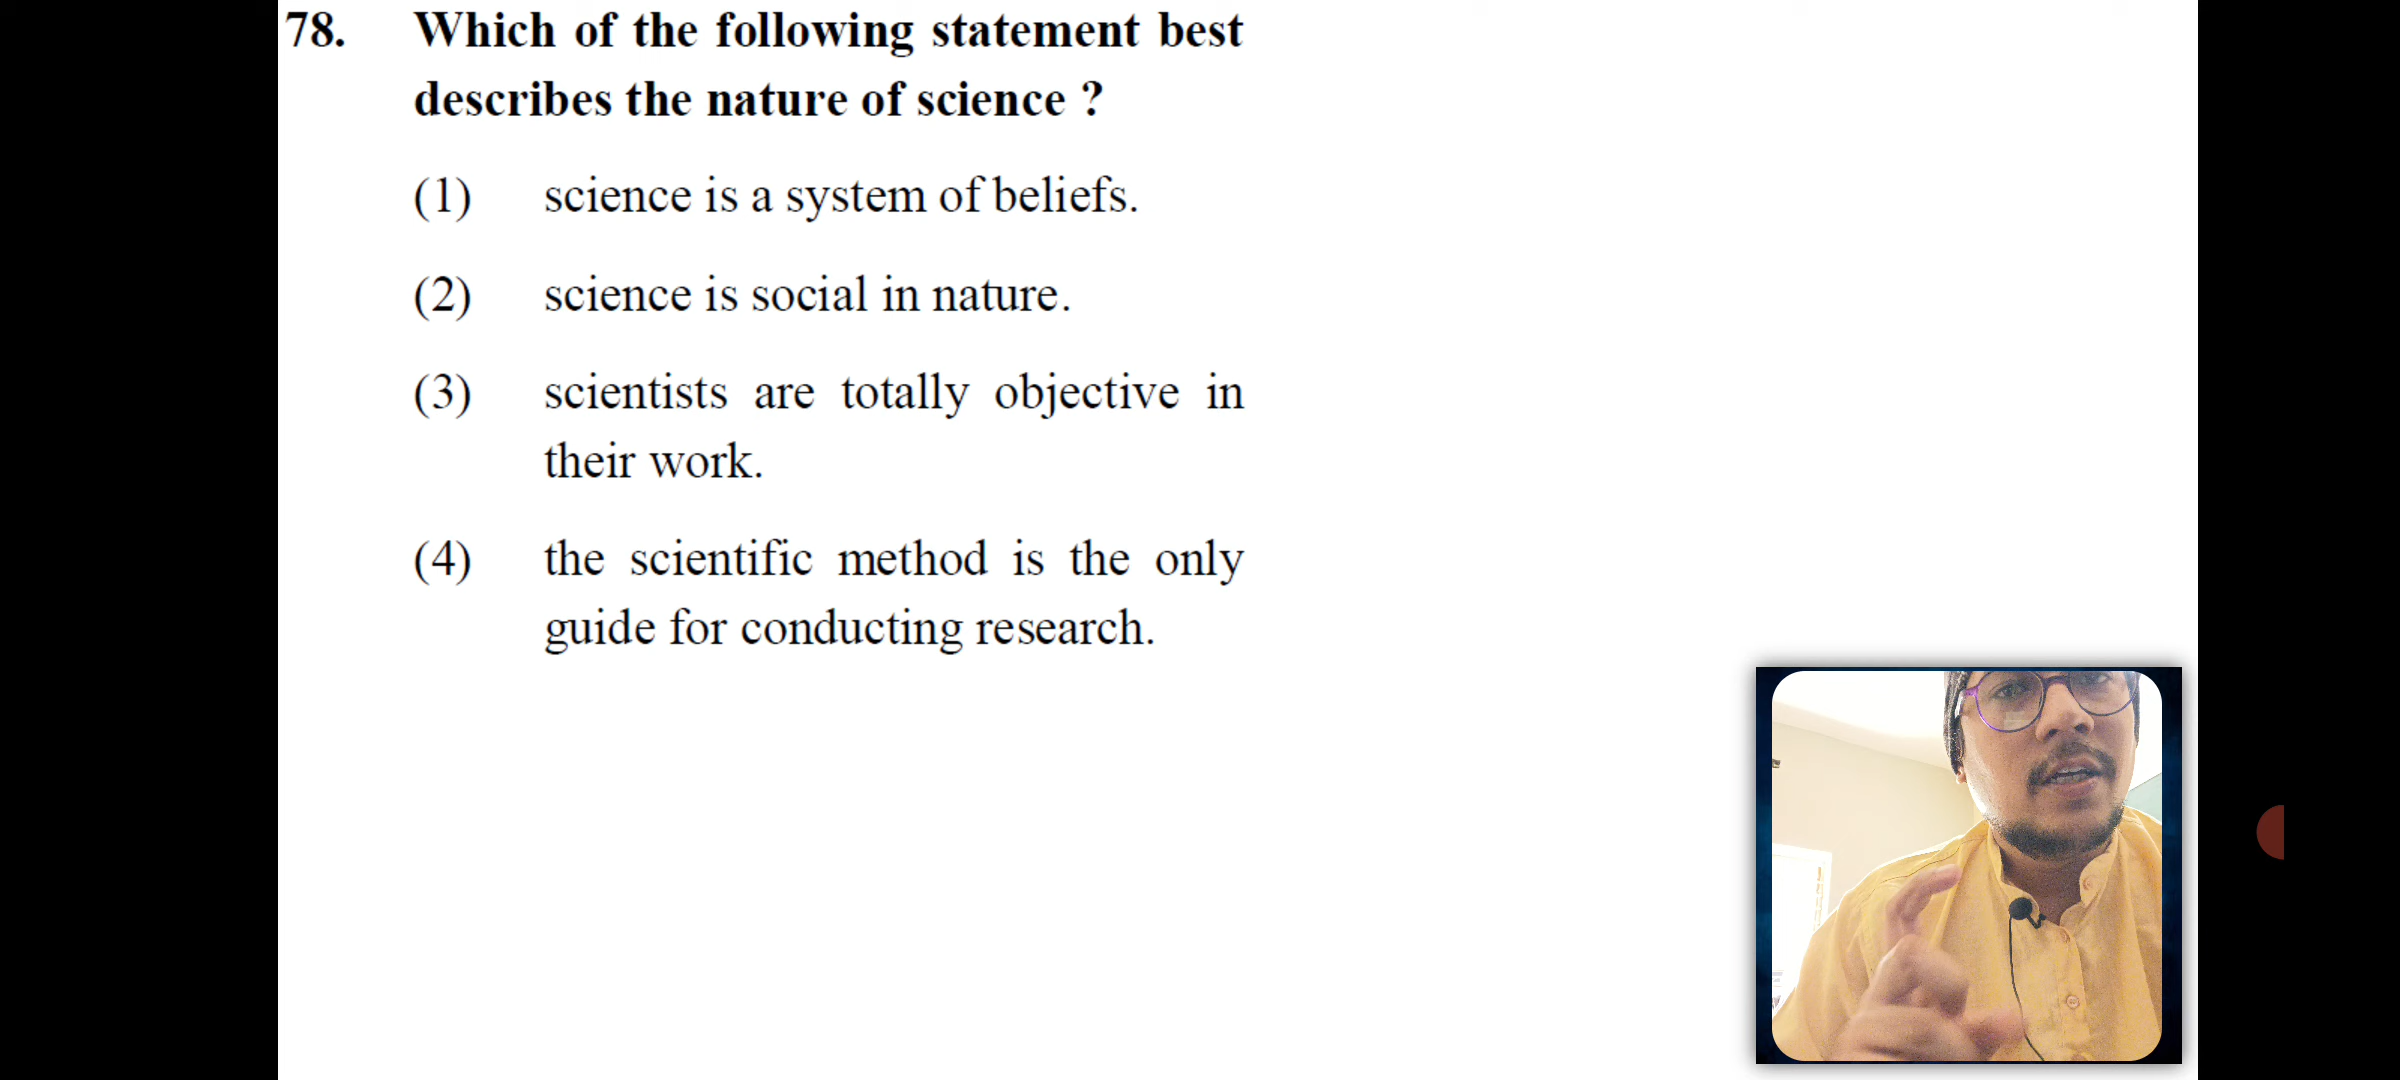 78. Which of the following statement best
describes the nature of science ?
(1) science is a system of beliefs.
(2) science is social in nature.
(3) scientists are totally objective in
their work.
(4) the scientific method is the only
guide for conducting research.